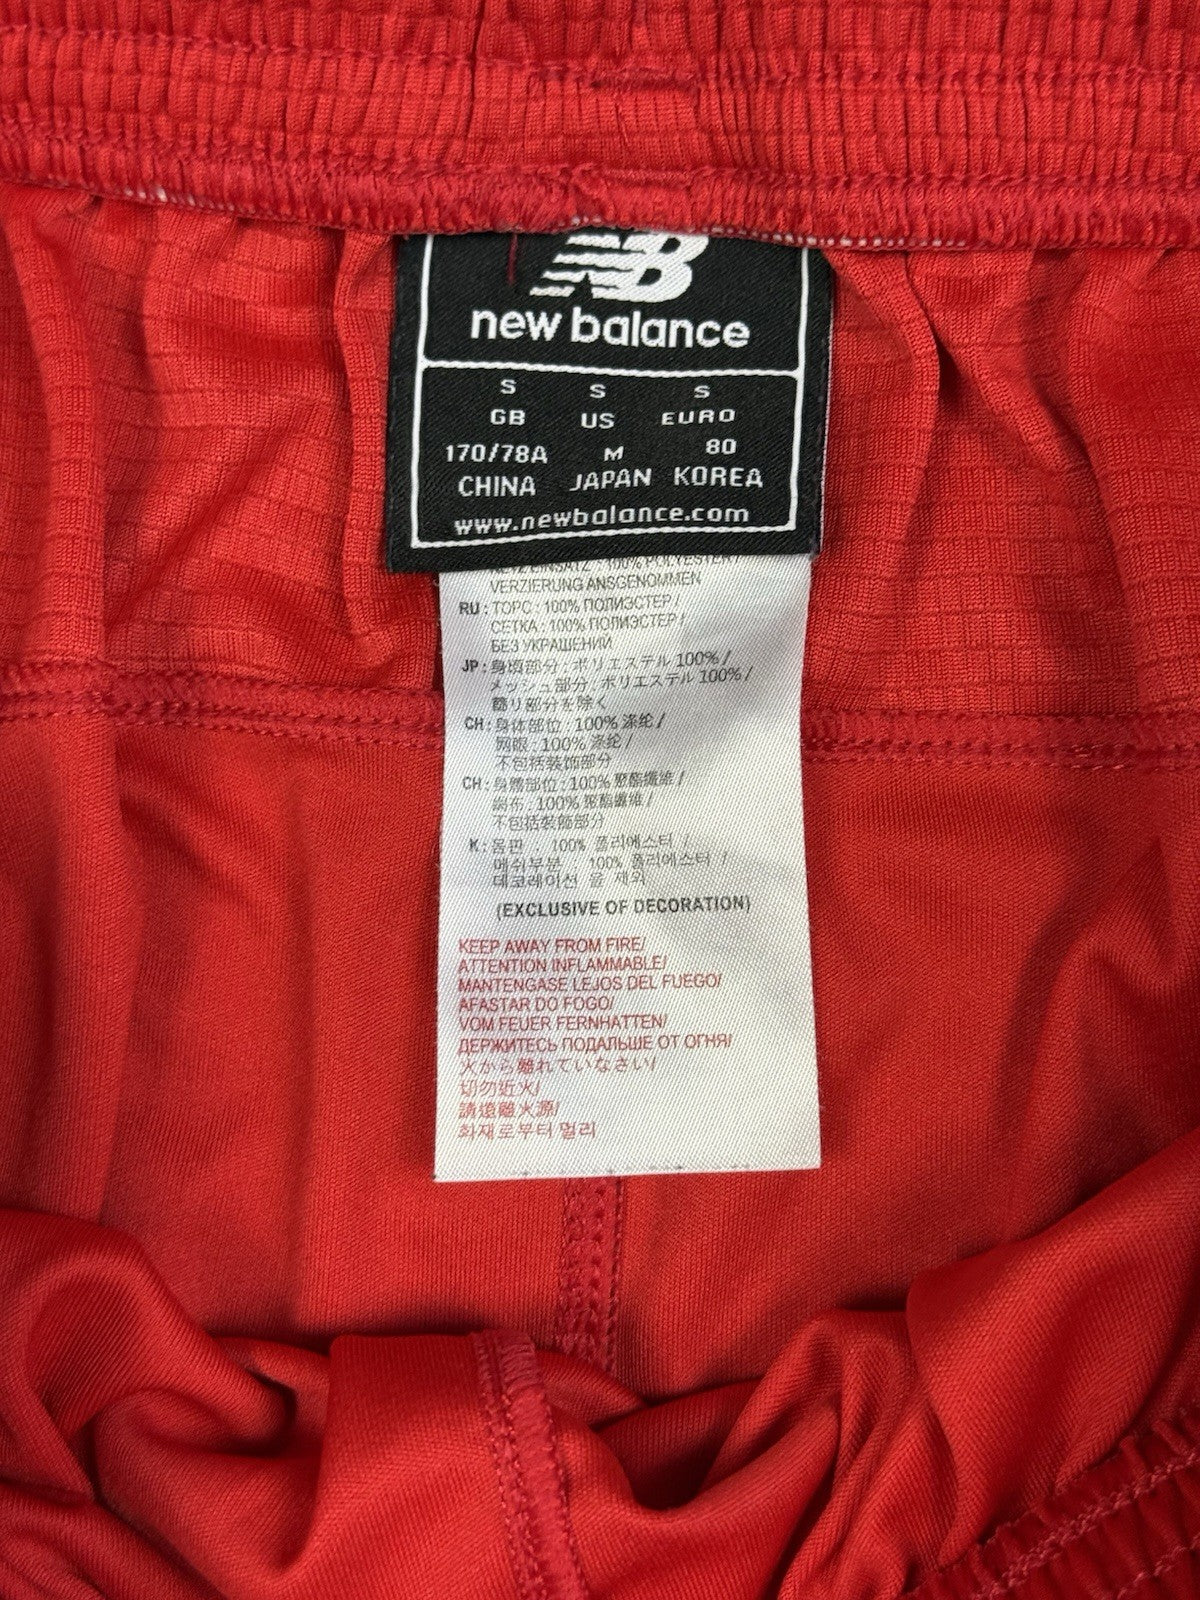 NB
new balance
S S S
GB US EURO
170/78A M 80
CHINA JAPAN KOREA
www.newbalance.com
100% POLYESTER/
VERZIERUNG ANSGENOMMEN
RU : TOPC : 100% ПОЛИЭСТЕР /
CETKA : 100% ПОЛИЭСТЕР /
БЕЗ УКРАШЕНИЙ
JP : 身頃部分 : ポリエステル 100% /
メッシュ部分 : ポリエステル 100% /
飾り部分を除く
CH : 身体部位 : 100% 涤纶 /
网眼 : 100% 涤纶 /
不包括装饰部分
CH : 身體部位 : 100% 聚酯纖維 /
網布 : 100% 聚酯纖維 /
不包括裝飾部分
K : 몸판 : 100% 폴리에스터 /
메쉬부분 : 100% 폴리에스터 /
데코레이션 을 제외
(EXCLUSIVE OF DECORATION)
KEEP AWAY FROM FIRE/
ATTENTION INFLAMMABLE/
MANTENGASE LEJOS DEL FUEGO/
AFASTAR DO FOGO/
VOM FEUER FERNHATTEN/
ДЕРЖИТЕСЬ ПОДАЛЬШЕ ОТ ОГНЯ/
火から離れていなさい/
切勿近火/
請遠離火源/
화재로부터 멀리